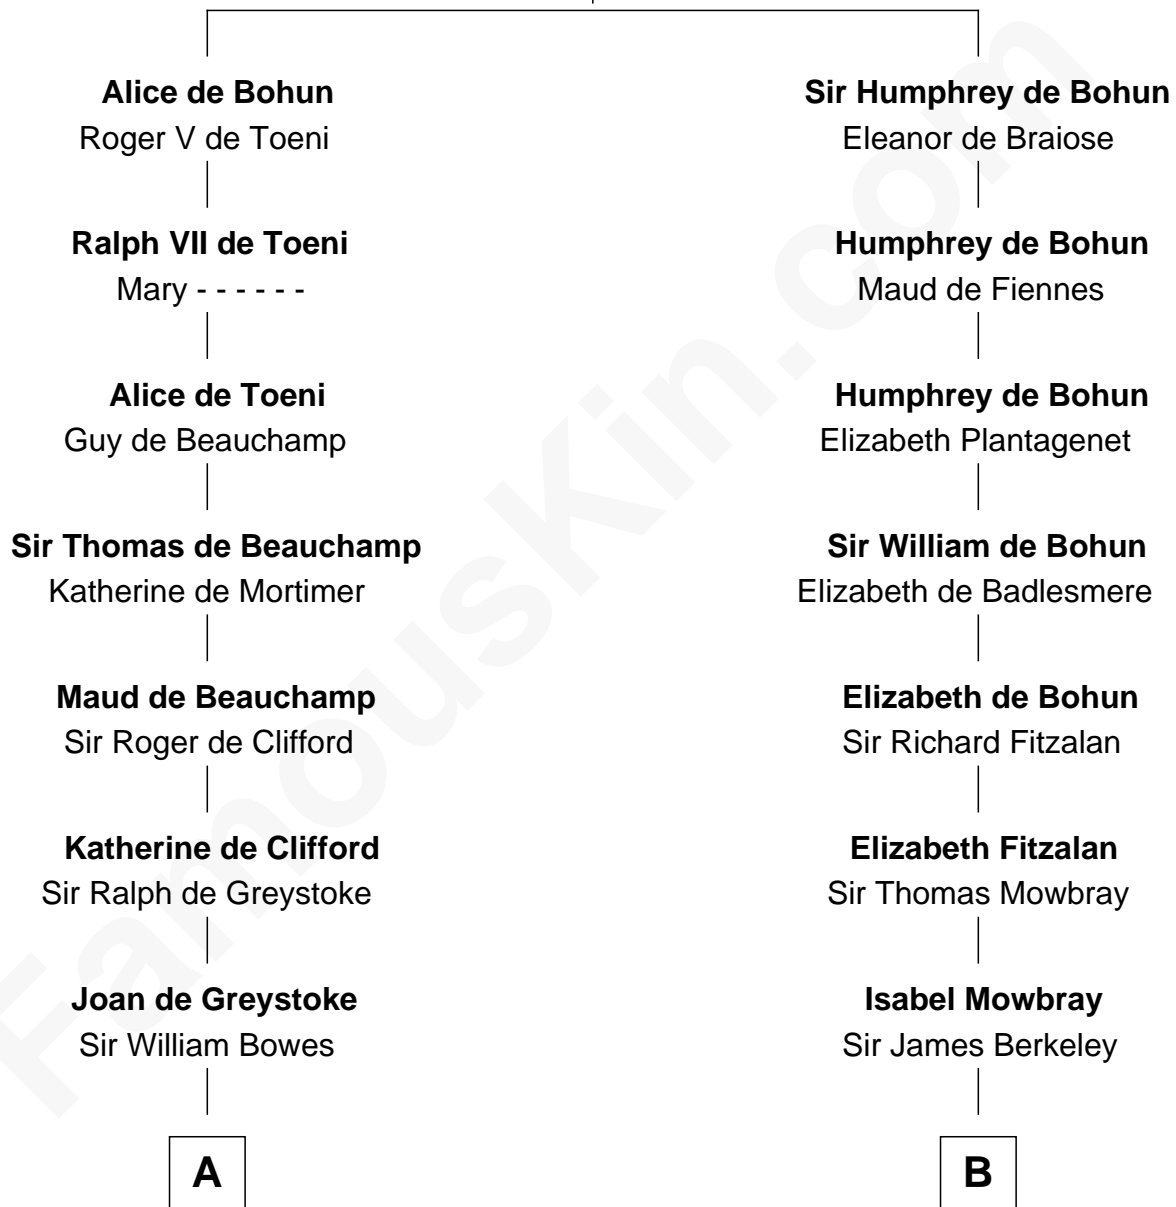 Alice de Bohun
Roger V de Toeni
Ralph VII de Toeni
Mary - - - - - -
Alice de Toeni
Guy de Beauchamp
Sir Thomas de Beauchamp
Katherine de Mortimer
Maud de Beauchamp
Sir Roger de Clifford
Katherine de Clifford
Sir Ralph de Greystoke
Joan de Greystoke
Sir William Bowes
A
Sir Humphrey de Bohun
Eleanor de Braiose
Humphrey de Bohun
Maud de Fiennes
Humphrey de Bohun
Elizabeth Plantagenet
Sir William de Bohun
Elizabeth de Badlesmere
Elizabeth de Bohun
Sir Richard Fitzalan
Elizabeth Fitzalan
Sir Thomas Mowbray
Isabel Mowbray
Sir James Berkeley
B
FamousKin.com